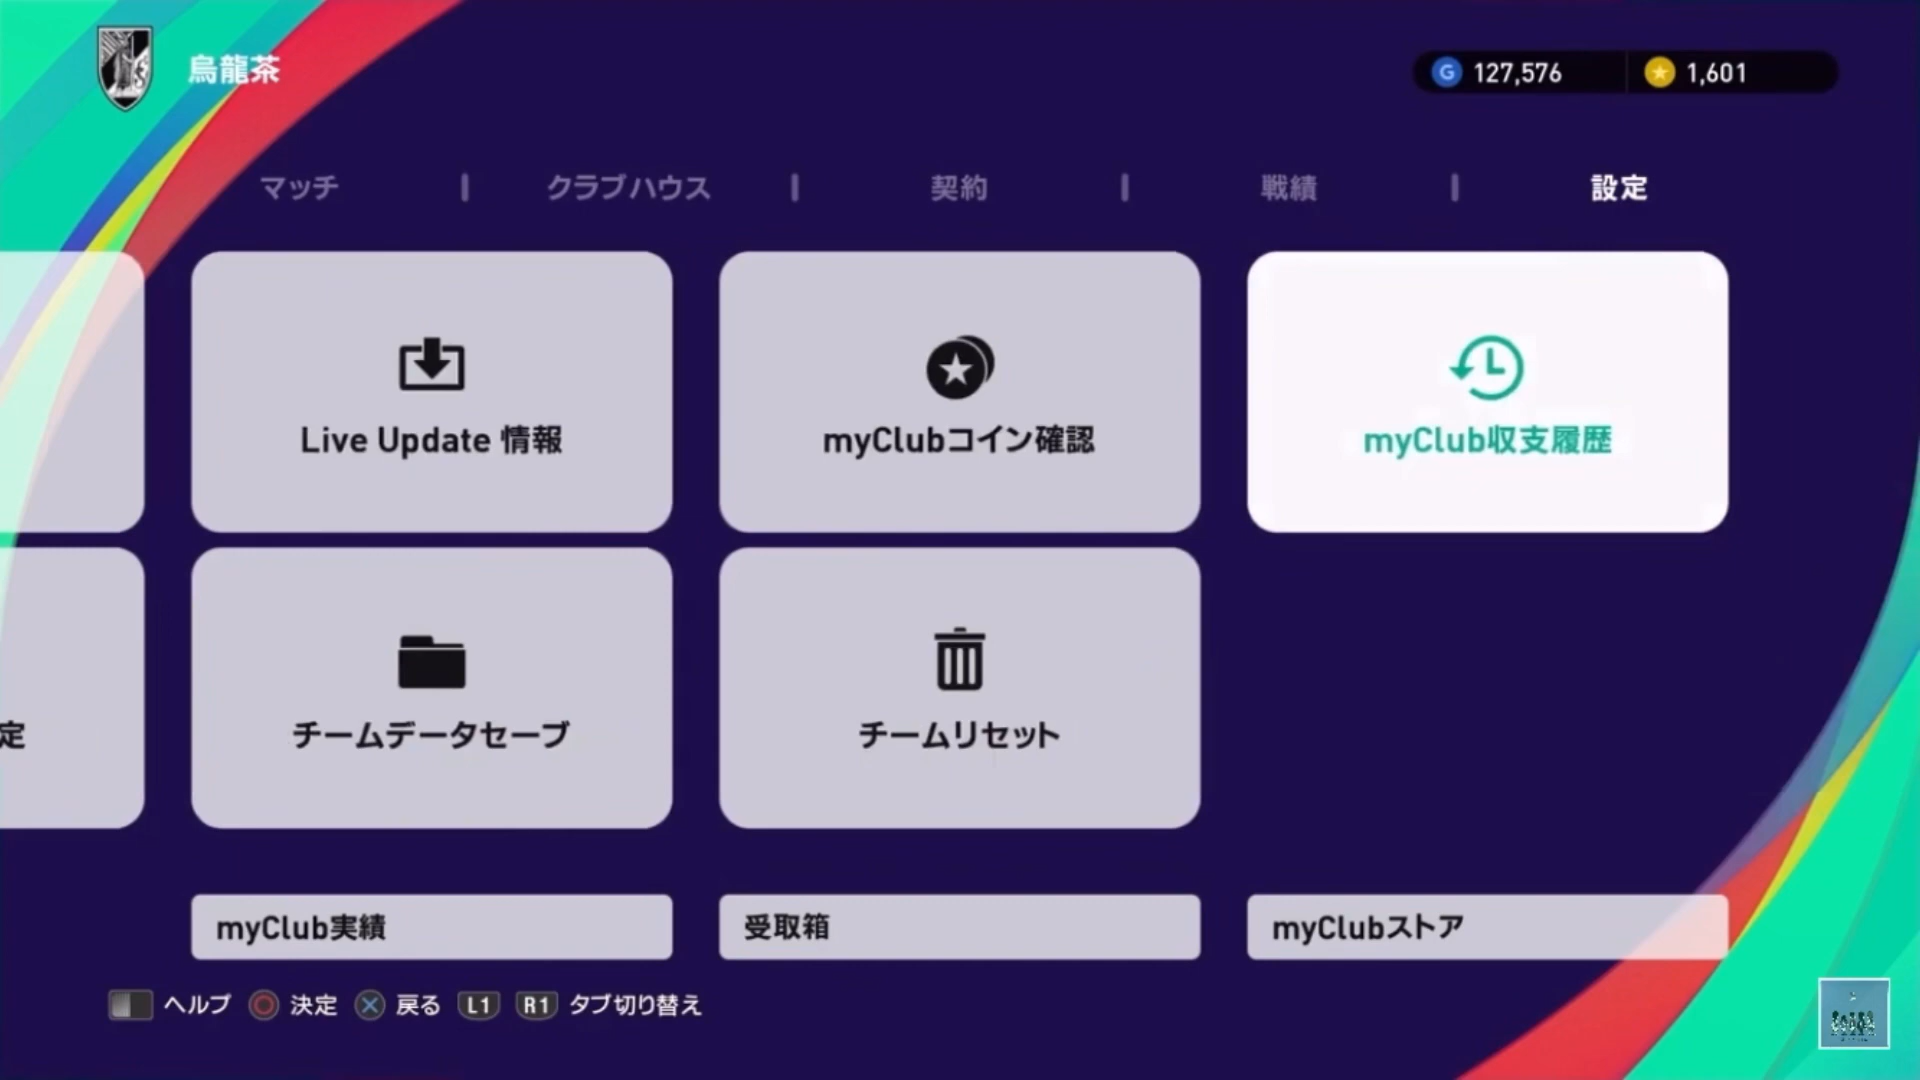 烏龍茶
G 127,576
1,601
マッチ
クラブハウス
契約
戦績
設定
Live Update 情報
myClubコイン確認
myClub収支履歴
定
チームデータセーブ
チームリセット
myClub実績
受取箱
myClubストア
ヘルプ 決定 戻る L1 R1 タブ切り替え